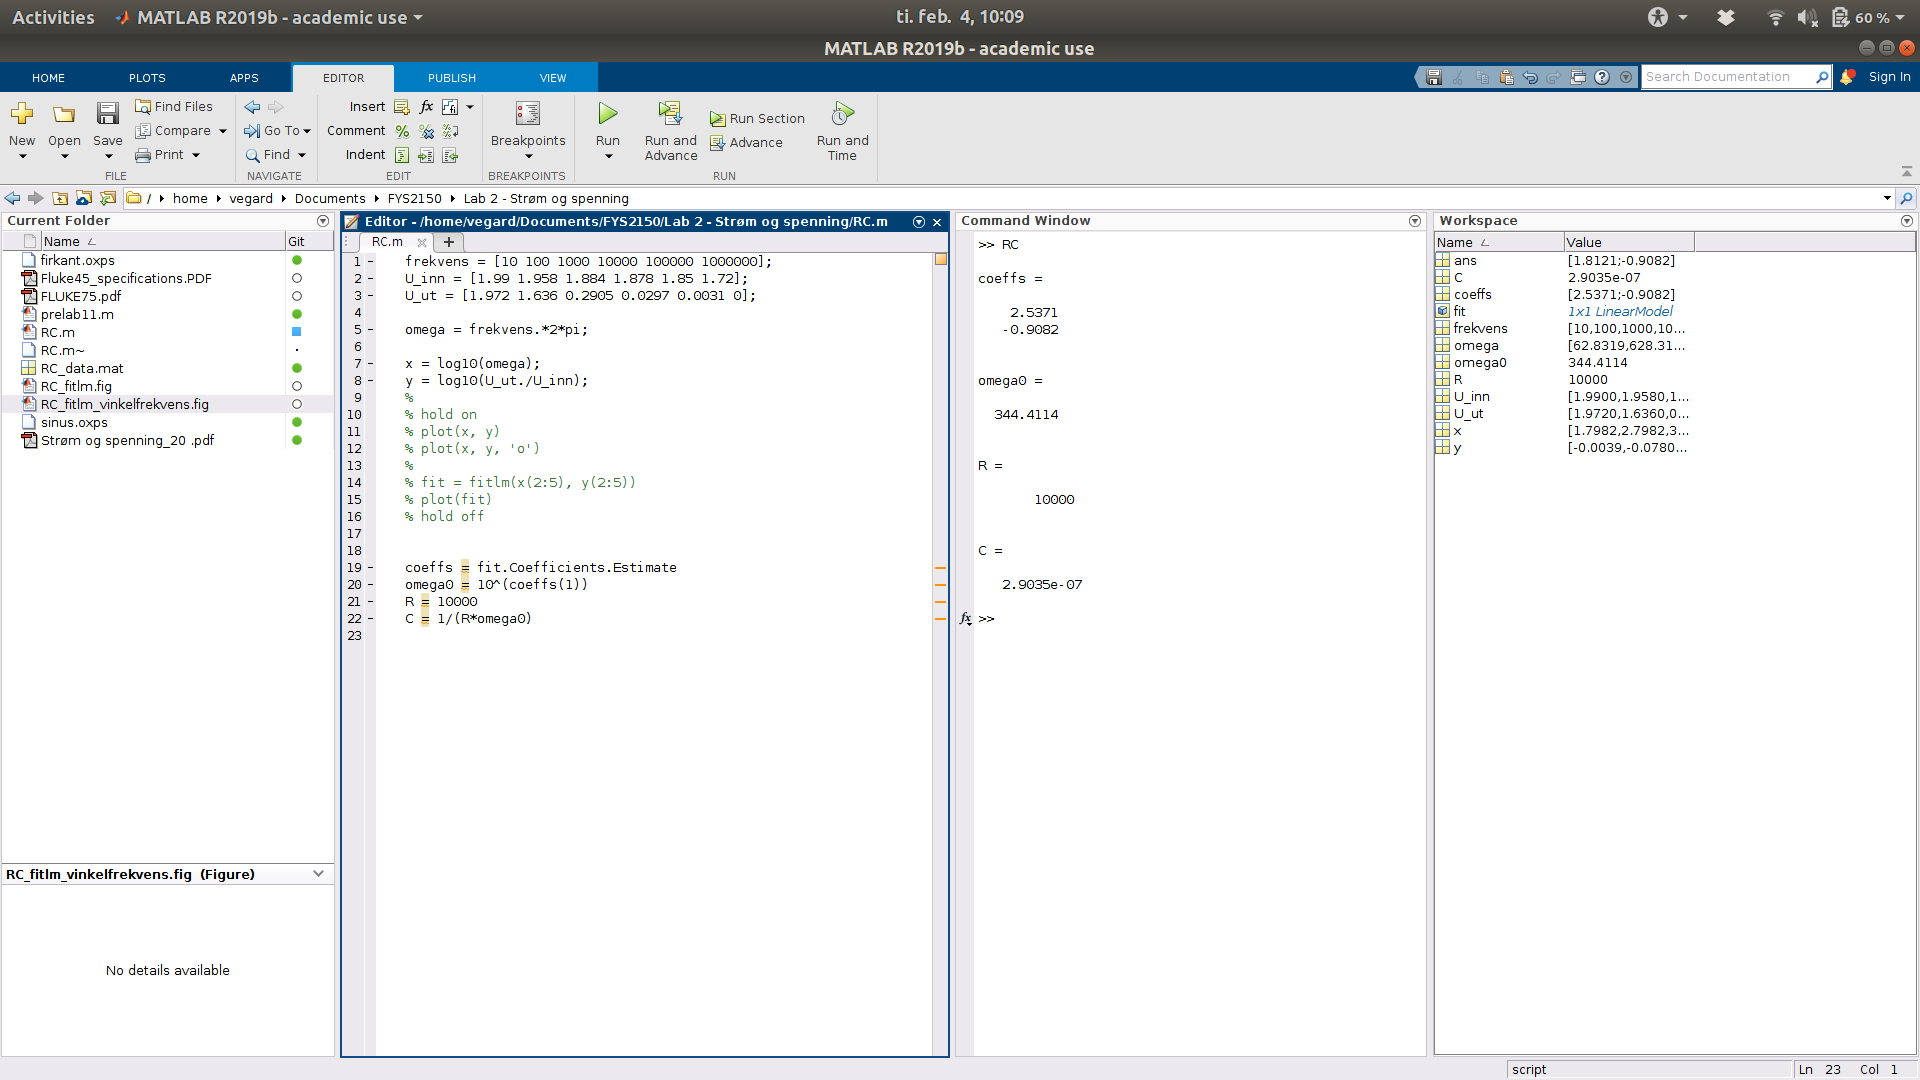 Activities MATLAB R2019b - academic use ti. feb. 4, 10:09 60 %
MATLAB R2019b - academic use
HOME PLOTS APPS EDITOR PUBLISH VIEW Search Documentation Sign In
New Open Save Find Files Compare Print
FILE
Go To Find
NAVIGATE
Insert fx
Comment
Indent
EDIT
Breakpoints
BREAKPOINTS
Run Run and Advance Run Section Advance Run and Time
RUN
/ home vegard Documents FYS2150 Lab 2 - Strøm og spenning
Current Folder
Name Git
firkant.oxps
Fluke45_specifications.PDF
FLUKE75.pdf
prelab11.m
RC.m
RC.m~
RC_data.mat
RC_fitlm.fig
RC_fitlm_vinkelfrekvens.fig
sinus.oxps
Strøm og spenning_20 .pdf
RC_fitlm_vinkelfrekvens.fig (Figure)
No details available
Editor - /home/vegard/Documents/FYS2150/Lab 2 - Strøm og spenning/RC.m
RC.m
1 - frekvens = [10 100 1000 10000 100000 1000000];
2 - U_inn = [1.99 1.958 1.884 1.878 1.85 1.72];
3 - U_ut = [1.972 1.636 0.2905 0.0297 0.0031 0];
4
5 - omega = frekvens.*2*pi;
6
7 - x = log10(omega);
8 - y = log10(U_ut./U_inn);
9 %
10 % hold on
11 % plot(x, y)
12 % plot(x, y, 'o')
13 %
14 % fit = fitlm(x(2:5), y(2:5))
15 % plot(fit)
16 % hold off
17
18
19 - coeffs = fit.Coefficients.Estimate
20 - omega0 = 10^(coeffs(1))
21 - R = 10000
22 - C = 1/(R*omega0)
23
Command Window
>> RC
coeffs =
2.5371
-0.9082
omega0 =
344.4114
R =
10000
C =
2.9035e-07
fx >>
Workspace
Name Value
ans [1.8121;-0.9082]
C 2.9035e-07
coeffs [2.5371;-0.9082]
fit 1x1 LinearModel
frekvens [10,100,1000,10...
omega [62.8319,628.31...
omega0 344.4114
R 10000
U_inn [1.9900,1.9580,1...
U_ut [1.9720,1.6360,0...
x [1.7982,2.7982,3...
y [-0.0039,-0.0780...
script Ln 23 Col 1